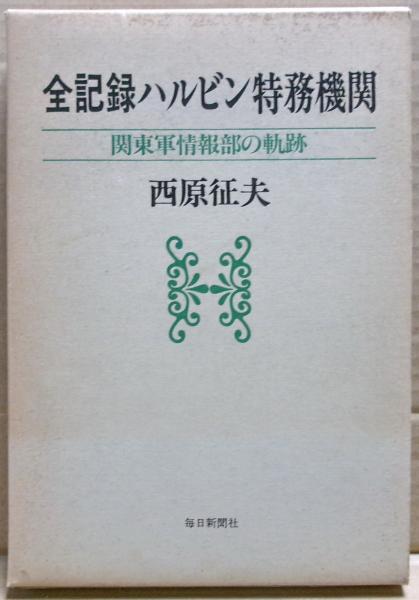 全記録ハルビン特務機関
関東軍情報部の軌跡
西原征夫
毎日新聞社